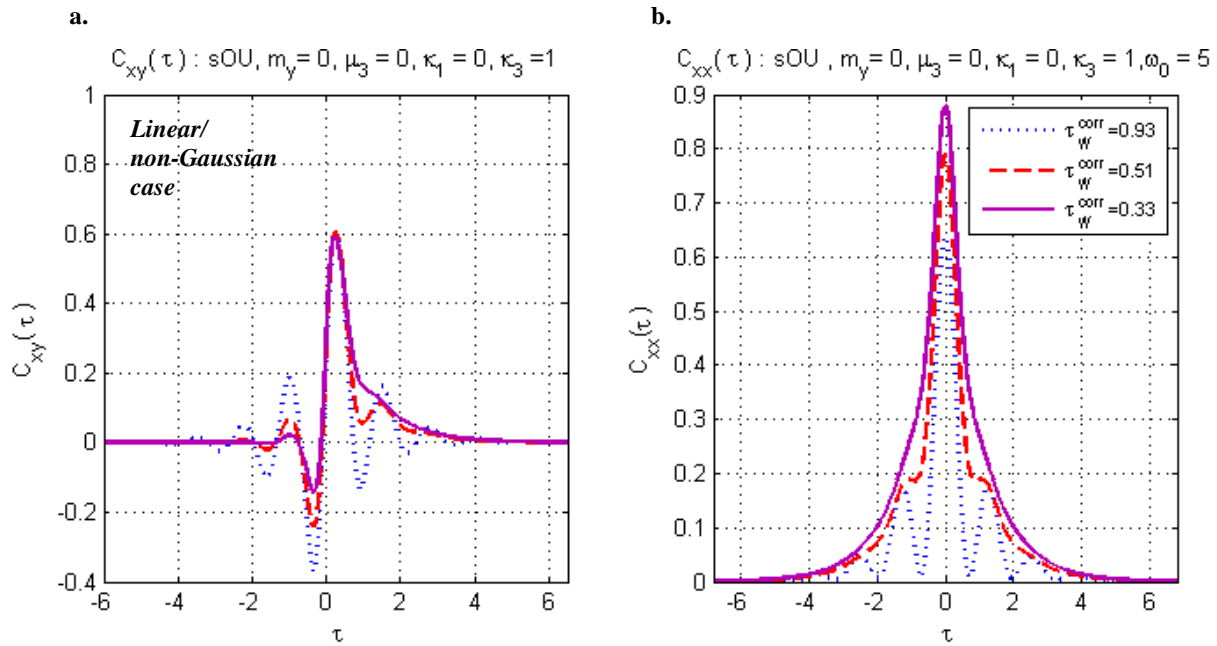 a.
C_xy(τ) : sOU, m_y= 0, μ_3= 0, κ_1 = 0, κ_3=1
1
0.8
0.6
0.4
0.2
0
-0.2
-0.4
C_xy(τ)
Linear/
non-Gaussian
case
-6
-4
-2
0
2
4
6
τ
b.
C_xx(τ) : sOU , m_y= 0, μ_3= 0, κ_1 = 0, κ_3 = 1,ω_0 = 5
0.9
0.8
0.7
0.6
0.5
0.4
0.3
0.2
0.1
0
C_xx(τ)
τ_W^corr=0.93
τ_W^corr=0.51
τ_W^corr=0.33
-6
-4
-2
0
2
4
6
τ